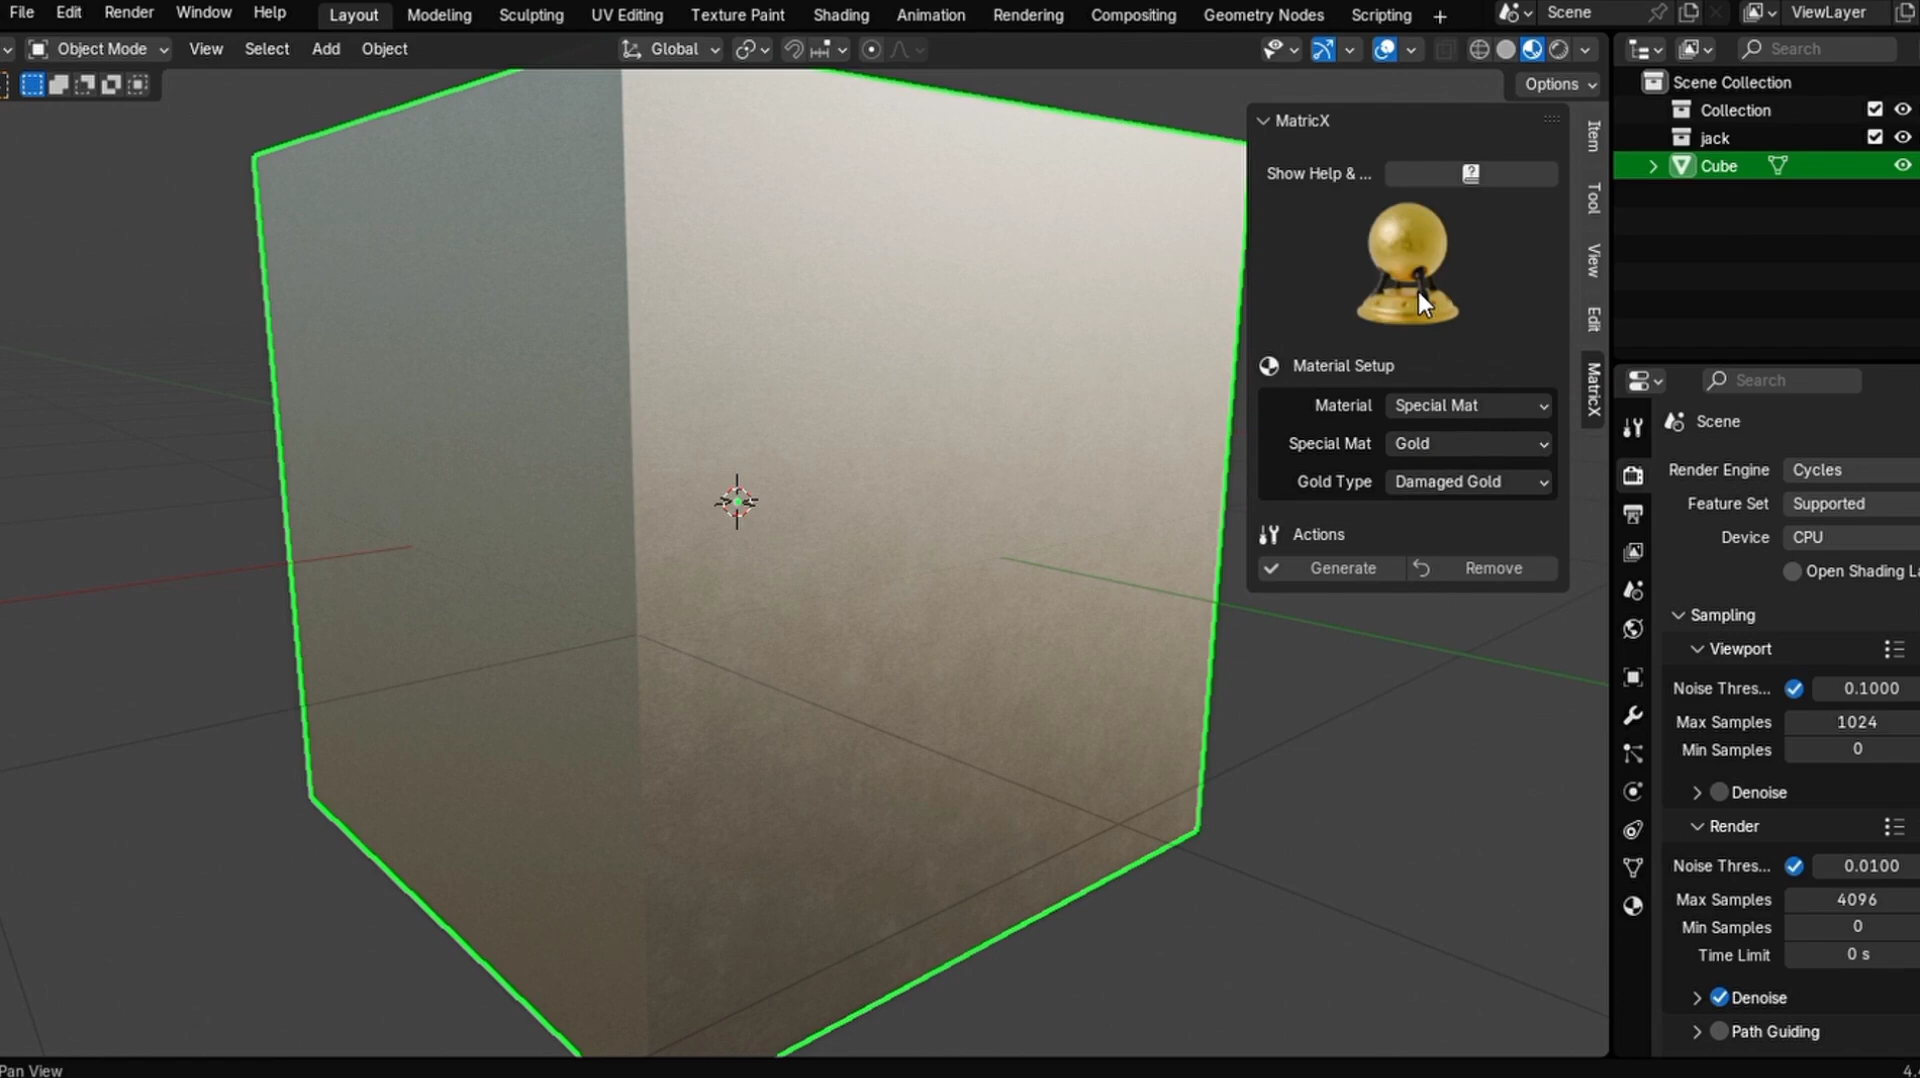 File Edit Render Window Help Layout Modeling Sculpting UV Editing Texture Paint Shading Animation Rendering Compositing Geometry Nodes Scripting + Scene ViewLayer
Object Mode View Select Add Object Global Search
Options
Scene Collection
Collection
jack
Cube
MatricX
Show Help & ...
Item
Tool
View
Edit
MatricX
Material Setup
Material Special Mat
Special Mat Gold
Gold Type Damaged Gold
Actions
Generate Remove
Search
Scene
Render Engine Cycles
Feature Set Supported
Device CPU
Open Shading La
Sampling
Viewport
Noise Thres... 0.1000
Max Samples 1024
Min Samples 0
Denoise
Render
Noise Thres... 0.0100
Max Samples 4096
Min Samples 0
Time Limit 0 s
Denoise
Path Guiding
Pan View
4.